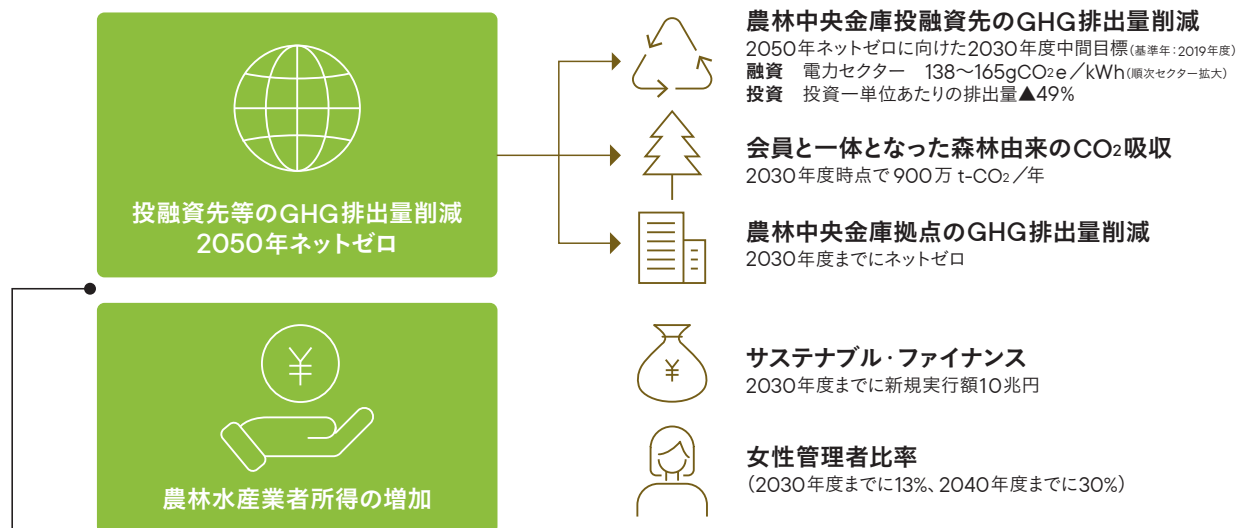 投融資先等のGHG排出量削減
2050年ネットゼロ
農林中央金庫投融資先のGHG排出量削減
2050年ネットゼロに向けた2030年度中間目標(基準年:2019年度)
融資 電力セクター 138〜165gCO₂e/kWh(順次セクター拡大)
投資 投資一単位あたりの排出量▲49%
会員と一体となった森林由来のCO₂吸収
2030年度時点で900万t-CO₂/年
農林中央金庫拠点のGHG排出量削減
2030年度までにネットゼロ
¥
農林水産業者所得の増加
¥
サステナブル・ファイナンス
2030年度までに新規実行額10兆円
女性管理者比率
(2030年度までに13%、2040年度までに30%)